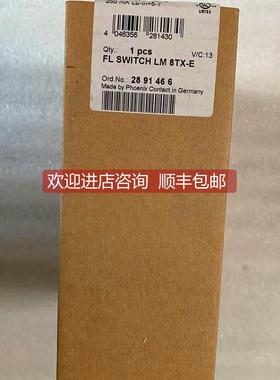 4 046356 281430
Qty.: 1 pcs V/C:13
FL SWITCH LM 8TX-E
Ord.No.: 28 91 46 6
Made by Phoenix Contact in Germany
欢迎进店咨询 顺丰包邮